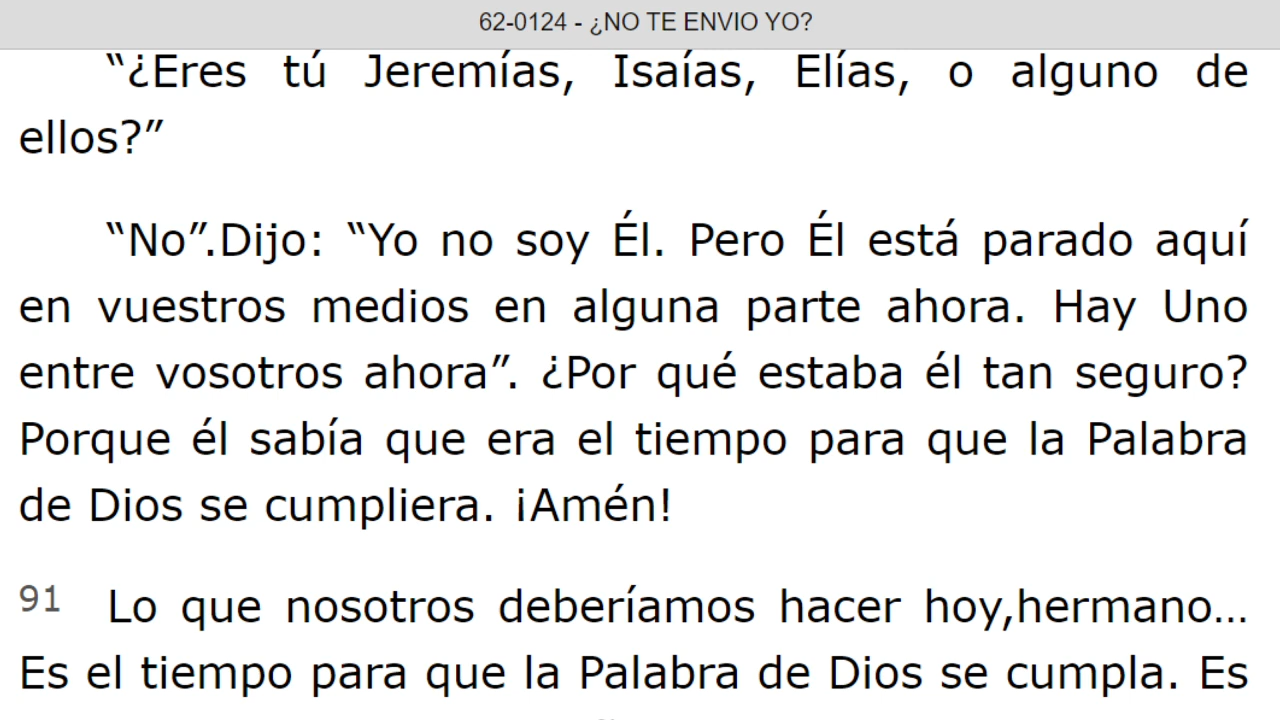 62-0124 - ¿NO TE ENVIO YO?
“¿Eres tú Jeremías, Isaías, Elías, o alguno de
ellos?”
“No”.Dijo: “Yo no soy Él. Pero Él está parado aquí
en vuestros medios en alguna parte ahora. Hay Uno
entre vosotros ahora”. ¿Por qué estaba él tan seguro?
Porque él sabía que era el tiempo para que la Palabra
de Dios se cumpliera. ¡Amén!
91 Lo que nosotros deberíamos hacer hoy,hermano…
Es el tiempo para que la Palabra de Dios se cumpla. Es